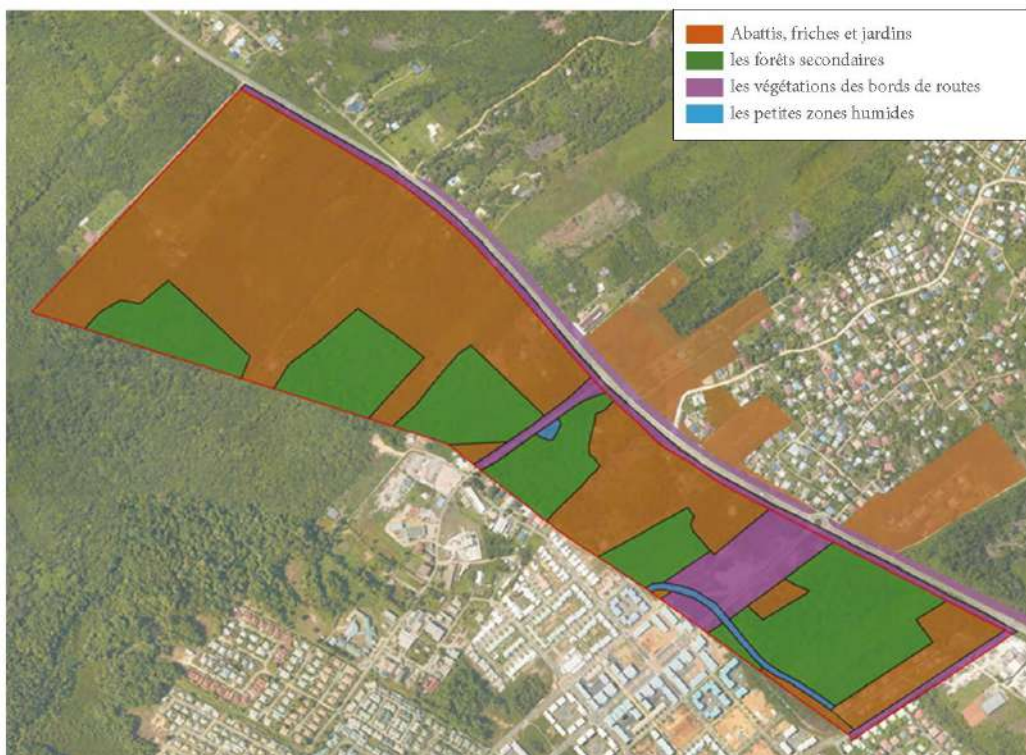 Abattis, friches et jardins
les forêts secondaires
les végétations des bords de routes
les petites zones humides